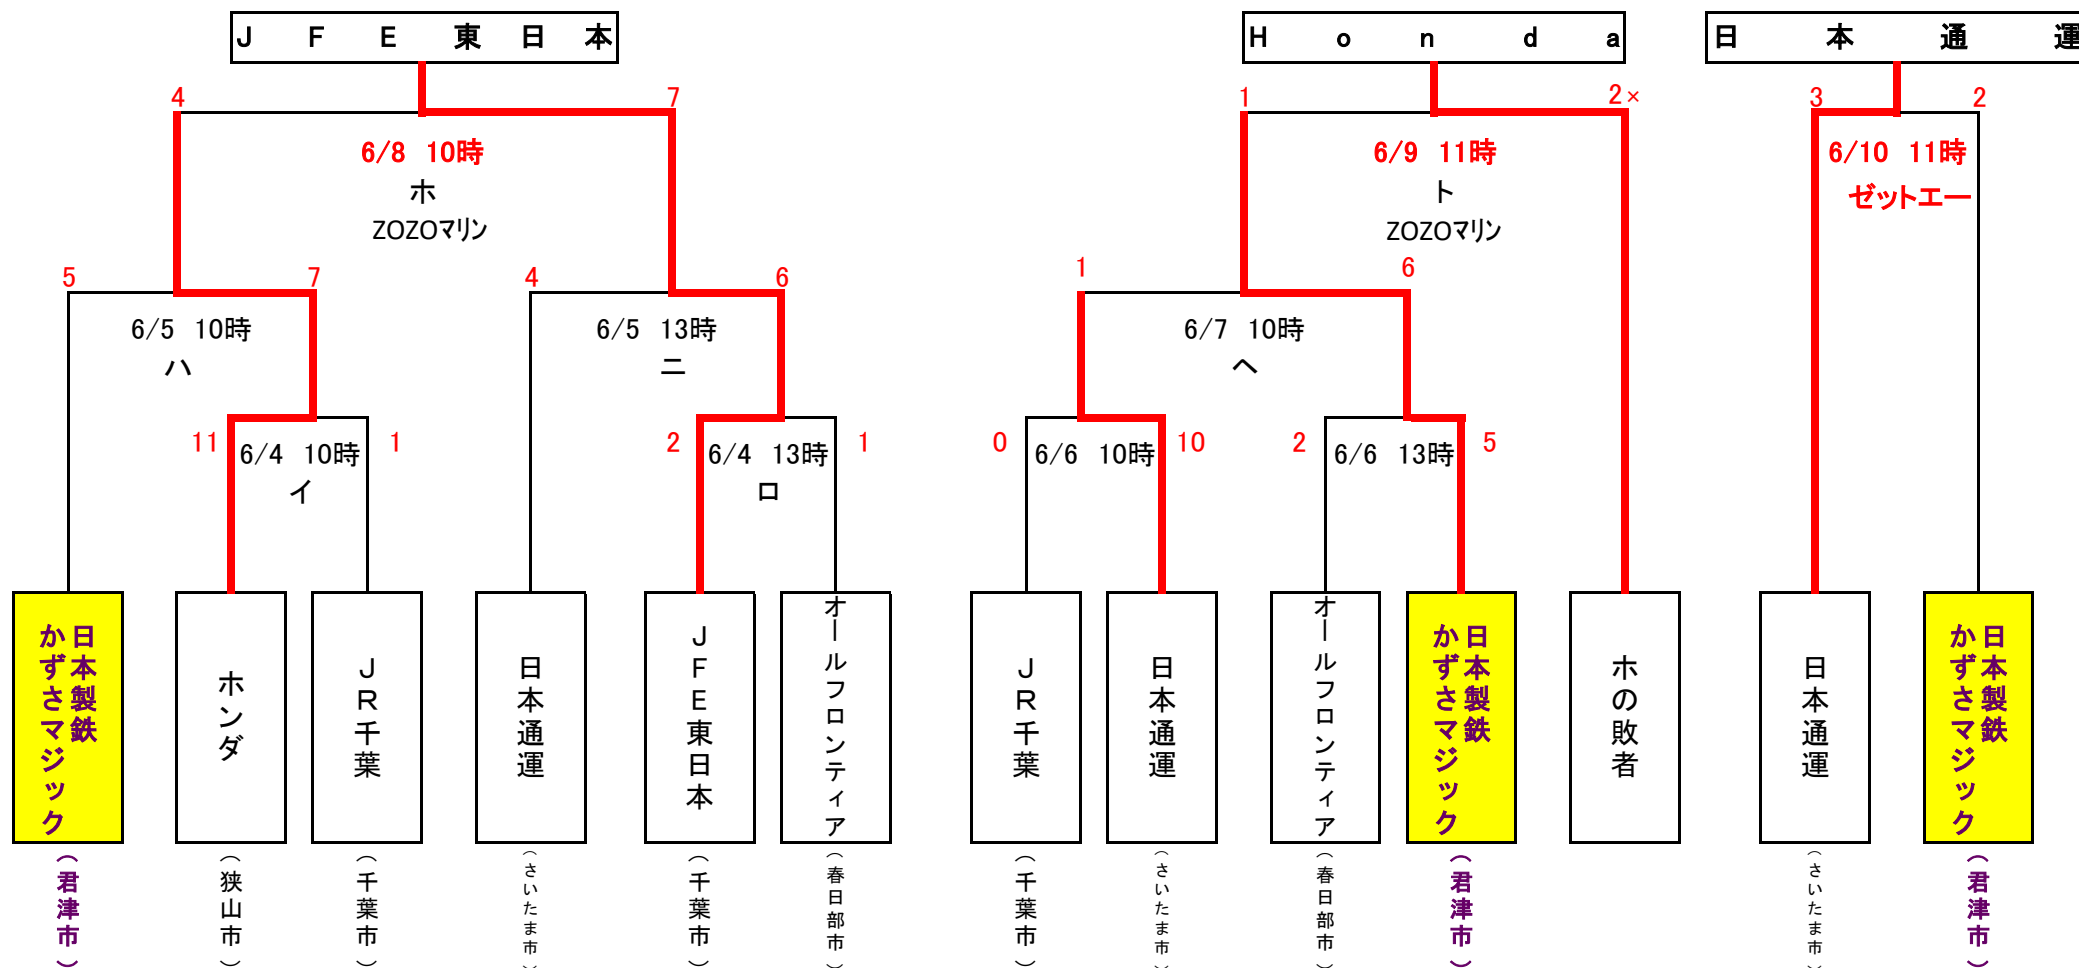 JFE東日本
Honda
日本通運
4
7
1
2×
3
2
6/8 10時
ホ
ZOZOマリン
6/9 11時
ト
ZOZOマリン
6/10 11時
ゼットエー
5
7
4
6
1
6
6/5 10時
ハ
6/5 13時
ニ
6/7 10時
ヘ
11
6/4 10時
イ
1
2
6/4 13時
ロ
1
0
6/6 10時
10
2
6/6 13時
5
日本製鉄
かずさマジック
ホンダ
JR千葉
日本通運
JFE東日本
オールフロンティア
JR千葉
日本通運
オールフロンティア
日本製鉄
かずさマジック
ホの敗者
日本通運
日本製鉄
かずさマジック
(君津市)
(狭山市)
(千葉市)
(さいたま市)
(千葉市)
(春日部市)
(千葉市)
(さいたま市)
(春日部市)
(君津市)
(さいたま市)
(君津市)